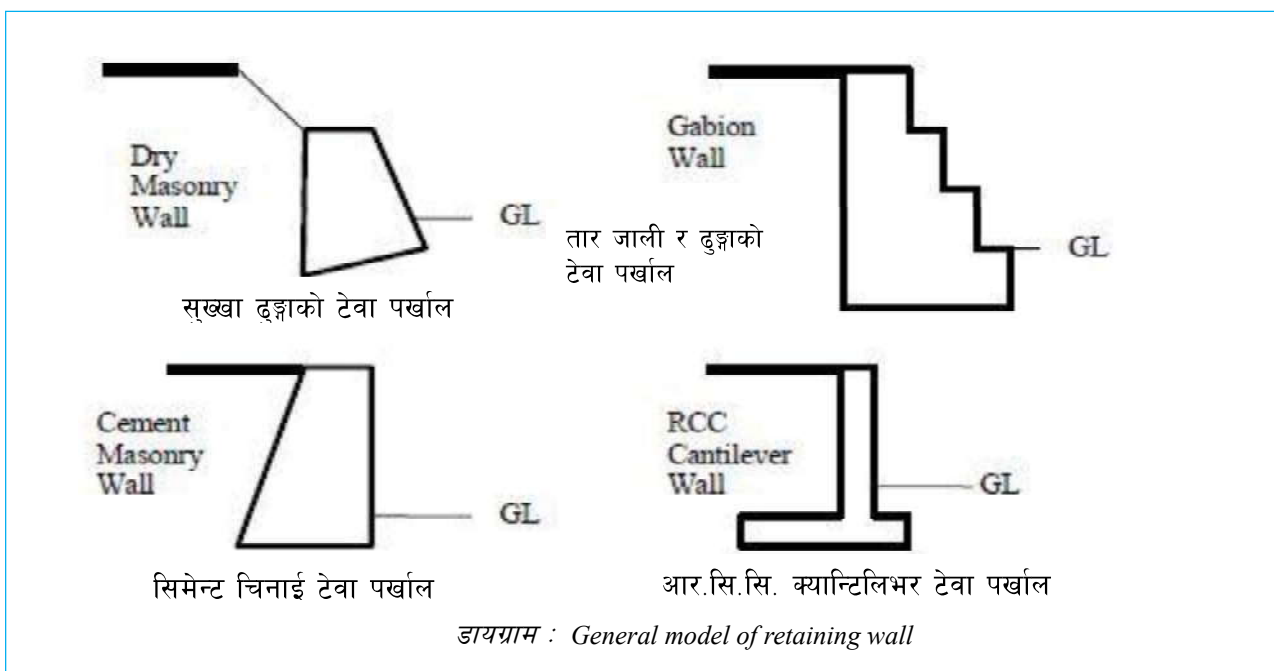 Dry
Masonry
Wall
GL
सुख्खा ढुङ्गाको टेवा पर्खाल
Gabion
Wall
GL
तार जाली र ढुङ्गाको
टेवा पर्खाल
Cement
Masonry
Wall
GL
सिमेन्ट चिनाई टेवा पर्खाल
RCC
Cantilever
Wall
GL
आर.सि.सि. क्यान्टिलिभर टेवा पर्खाल
डायग्राम : General model of retaining wall